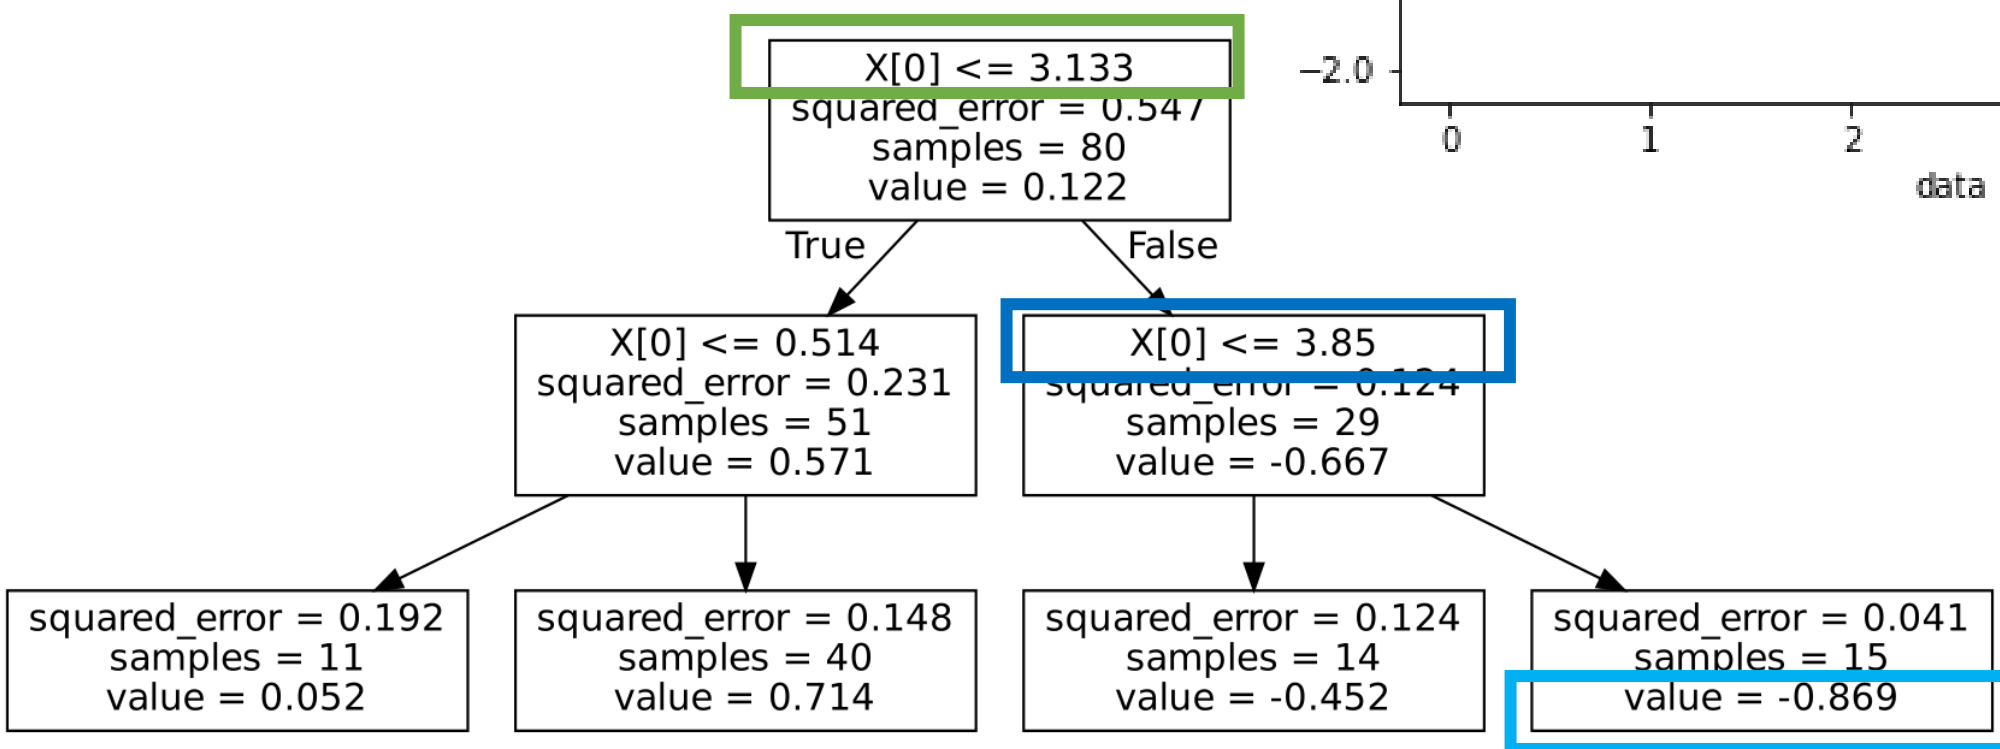 X[0] <= 3.133
squared_error = 0.547
samples = 80
value = 0.122
−2.0
0 1 2
data
True False
X[0] <= 0.514
squared_error = 0.231
samples = 51
value = 0.571
X[0] <= 3.85
squared_error = 0.124
samples = 29
value = -0.667
squared_error = 0.192
samples = 11
value = 0.052
squared_error = 0.148
samples = 40
value = 0.714
squared_error = 0.124
samples = 14
value = -0.452
squared_error = 0.041
samples = 15
value = -0.869